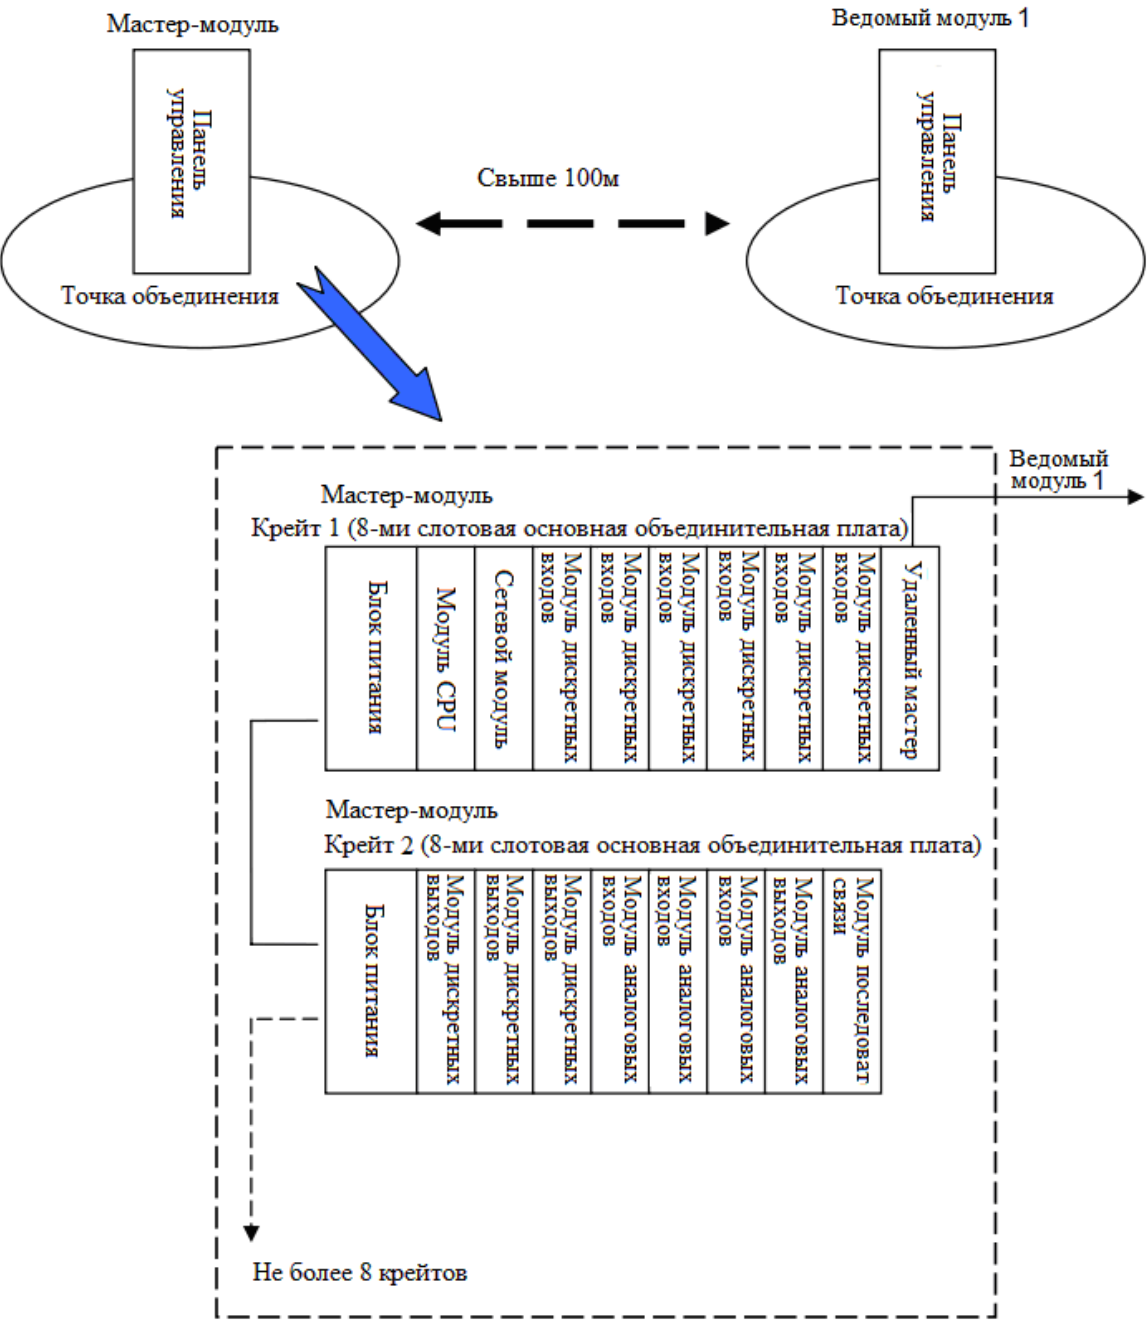 Мастер-модуль
Ведомый модуль 1
Панель
управления
Панель
управления
Свыше 100м
Точка объединения
Точка объединения
Ведомый
модуль 1
Мастер-модуль
Крейт 1 (8-ми слотовая основная объединительная плата)
Блок питания
Модуль CPU
Сетевой модуль
Модуль дискретных
входов
Модуль дискретных
входов
Модуль дискретных
входов
Модуль дискретных
входов
Модуль дискретных
входов
Модуль дискретных
входов
Удаленный мастер
Мастер-модуль
Крейт 2 (8-ми слотовая основная объединительная плата)
Блок питания
Модуль дискретных
выходов
Модуль дискретных
выходов
Модуль дискретных
выходов
Модуль аналоговых
входов
Модуль аналоговых
входов
Модуль аналоговых
входов
Модуль аналоговых
выходов
Модуль последоват
связи
Не более 8 крейтов